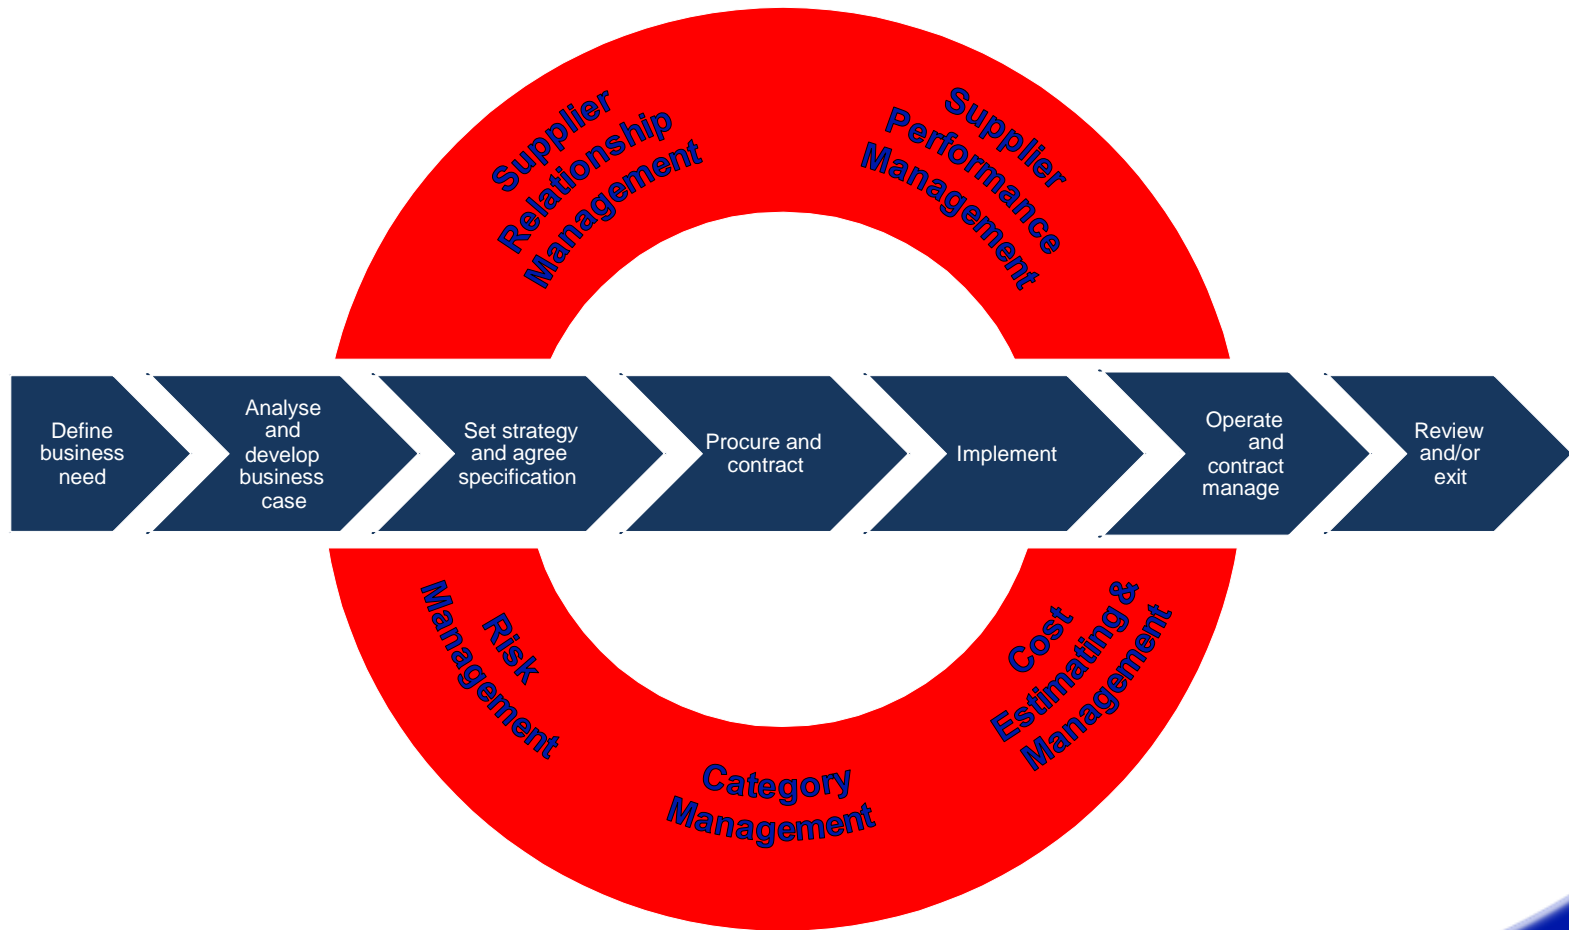 Supplier
Relationship
Management
Supplier
Performance
Management
Define
business
need
Analyse
and
develop
business
case
Set strategy
and agree
specification
Procure and
contract
Implement
Operate
and
contract
manage
Review
and/or
exit
Risk
Management
Category
Management
Cost
Estimating &
Management